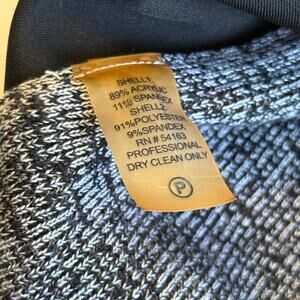 SHELL1:
89% ACRYLIC
11% SPANDEX
SHELL2:
91%POLYESTER
9%SPANDEX
RN # 54163
PROFESSIONAL
DRY CLEAN ONLY
P